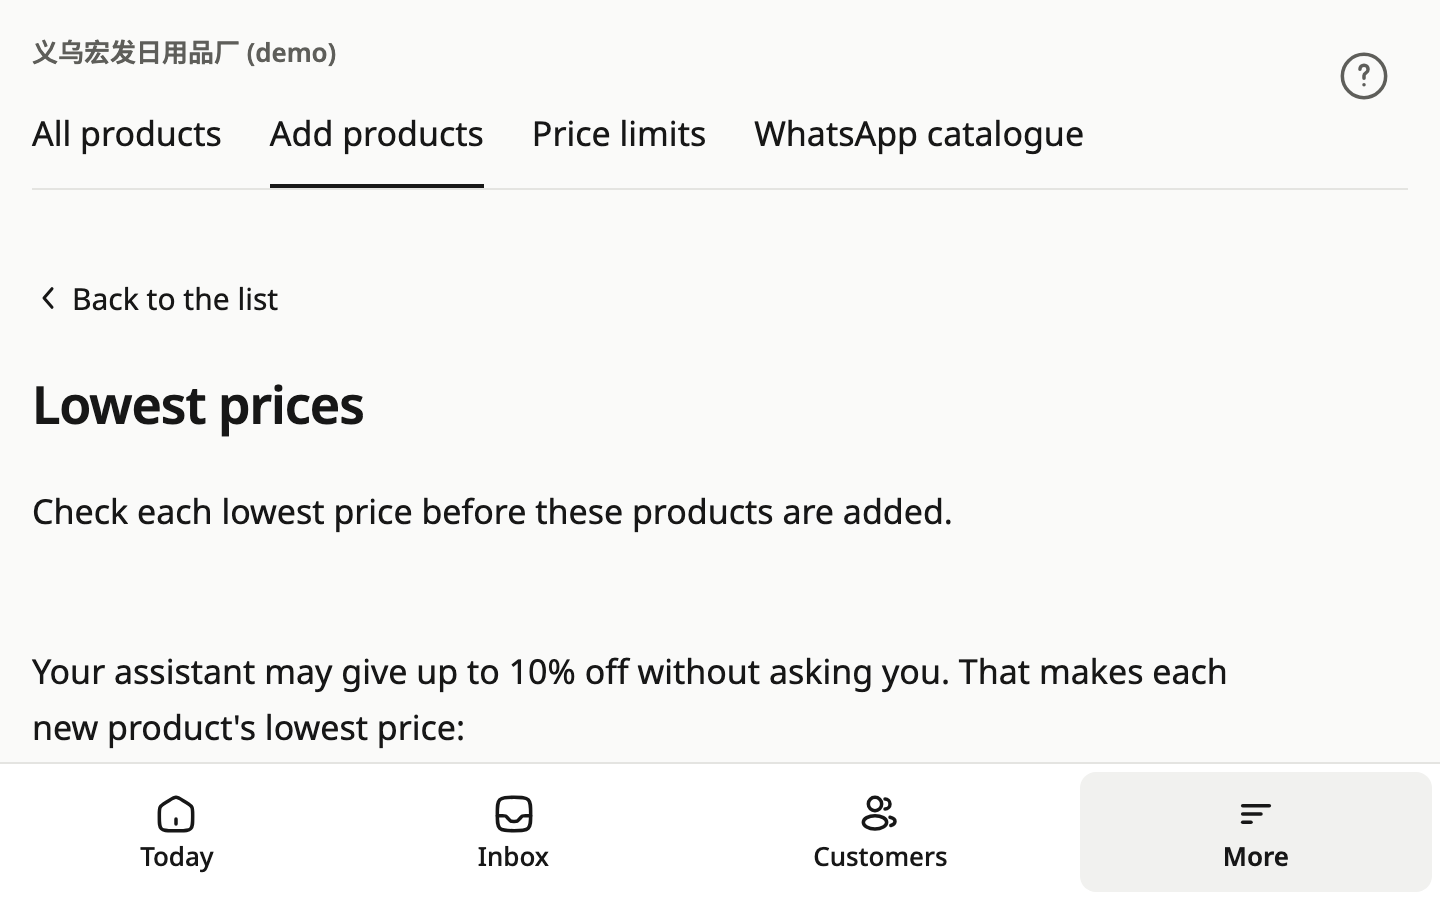 义乌宏发日用品厂 (demo)
All products
Add products
Price limits
WhatsApp catalogue
Back to the list
Lowest prices
Check each lowest price before these products are added.
Your assistant may give up to 10% off without asking you. That makes each
new product's lowest price:
Today
Inbox
Customers
More